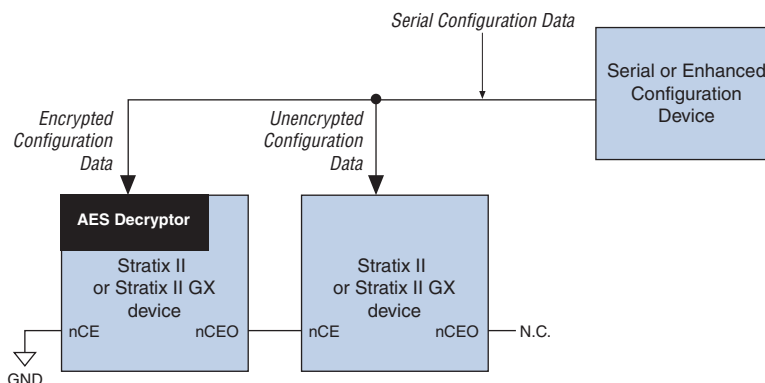 Serial Configuration Data
Serial or Enhanced
Configuration
Device
Encrypted
Configuration
Data
Unencrypted
Configuration
Data
AES Decryptor
Stratix II
or Stratix II GX
device
nCE
nCEO
Stratix II
or Stratix II GX
device
nCE
nCEO
N.C.
GND